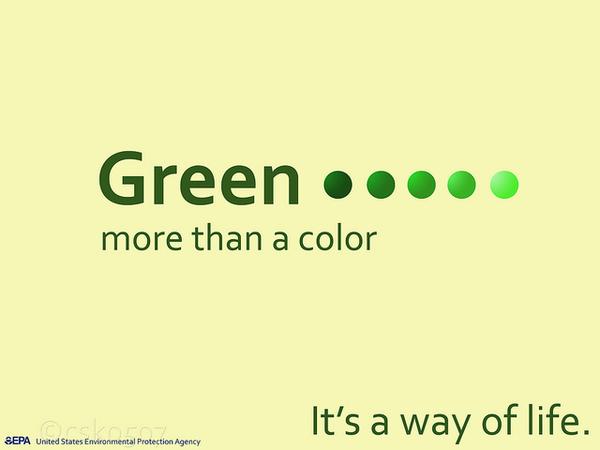 Green
more than a color
It's a way of life.
©csk0507
EPA United States Environmental Protection Agency